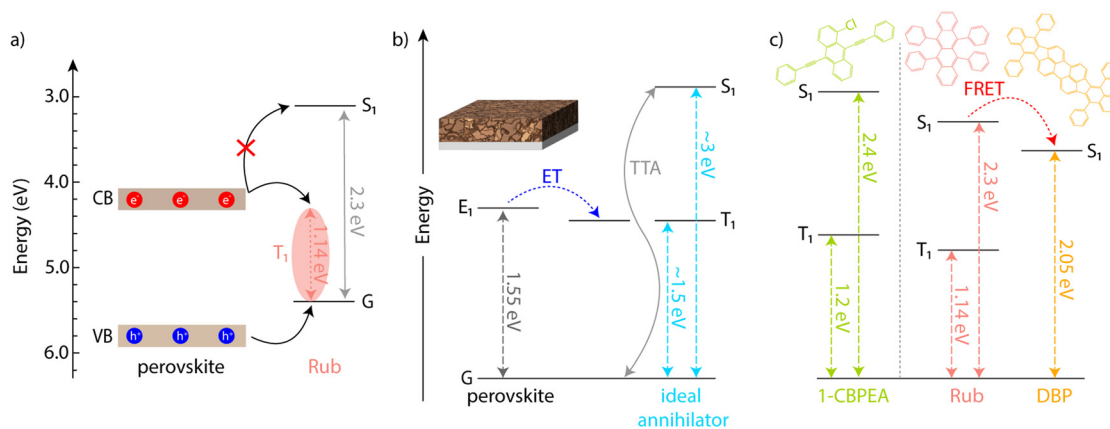 a)
Energy (eV)
3.0
4.0
5.0
6.0
CB
e⁻ e⁻ e⁻
VB
h⁺ h⁺ h⁺
perovskite
S₁
2.3 eV
T₁
1.14 eV
G
Rub
b)
Energy
E₁
ET
1.55 eV
G
perovskite
TTA
S₁
~3 eV
T₁
~1.5 eV
ideal
annihilator
c)
Cl
2.4 eV
T₁
1.2 eV
1-CBPEA
S₁
FRET
S₁
S₁
2.3 eV
T₁
1.14 eV
Rub
2.05 eV
DBP